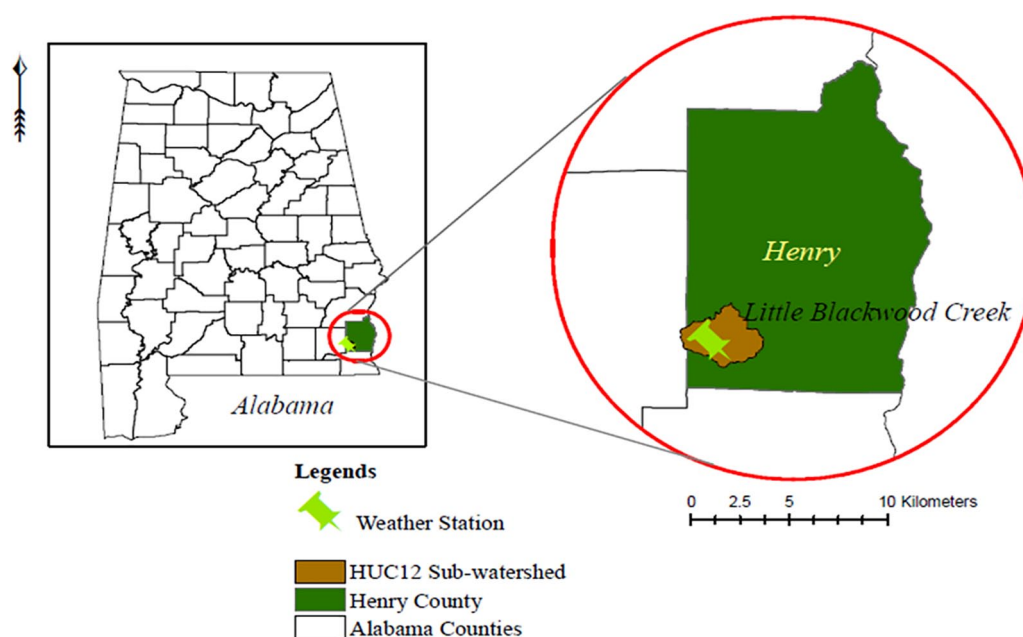 Alabama
Henry
Little Blackwood Creek
Legends
Weather Station
HUC12 Sub-watershed
Henry County
Alabama Counties
0 2.5 5 10 Kilometers